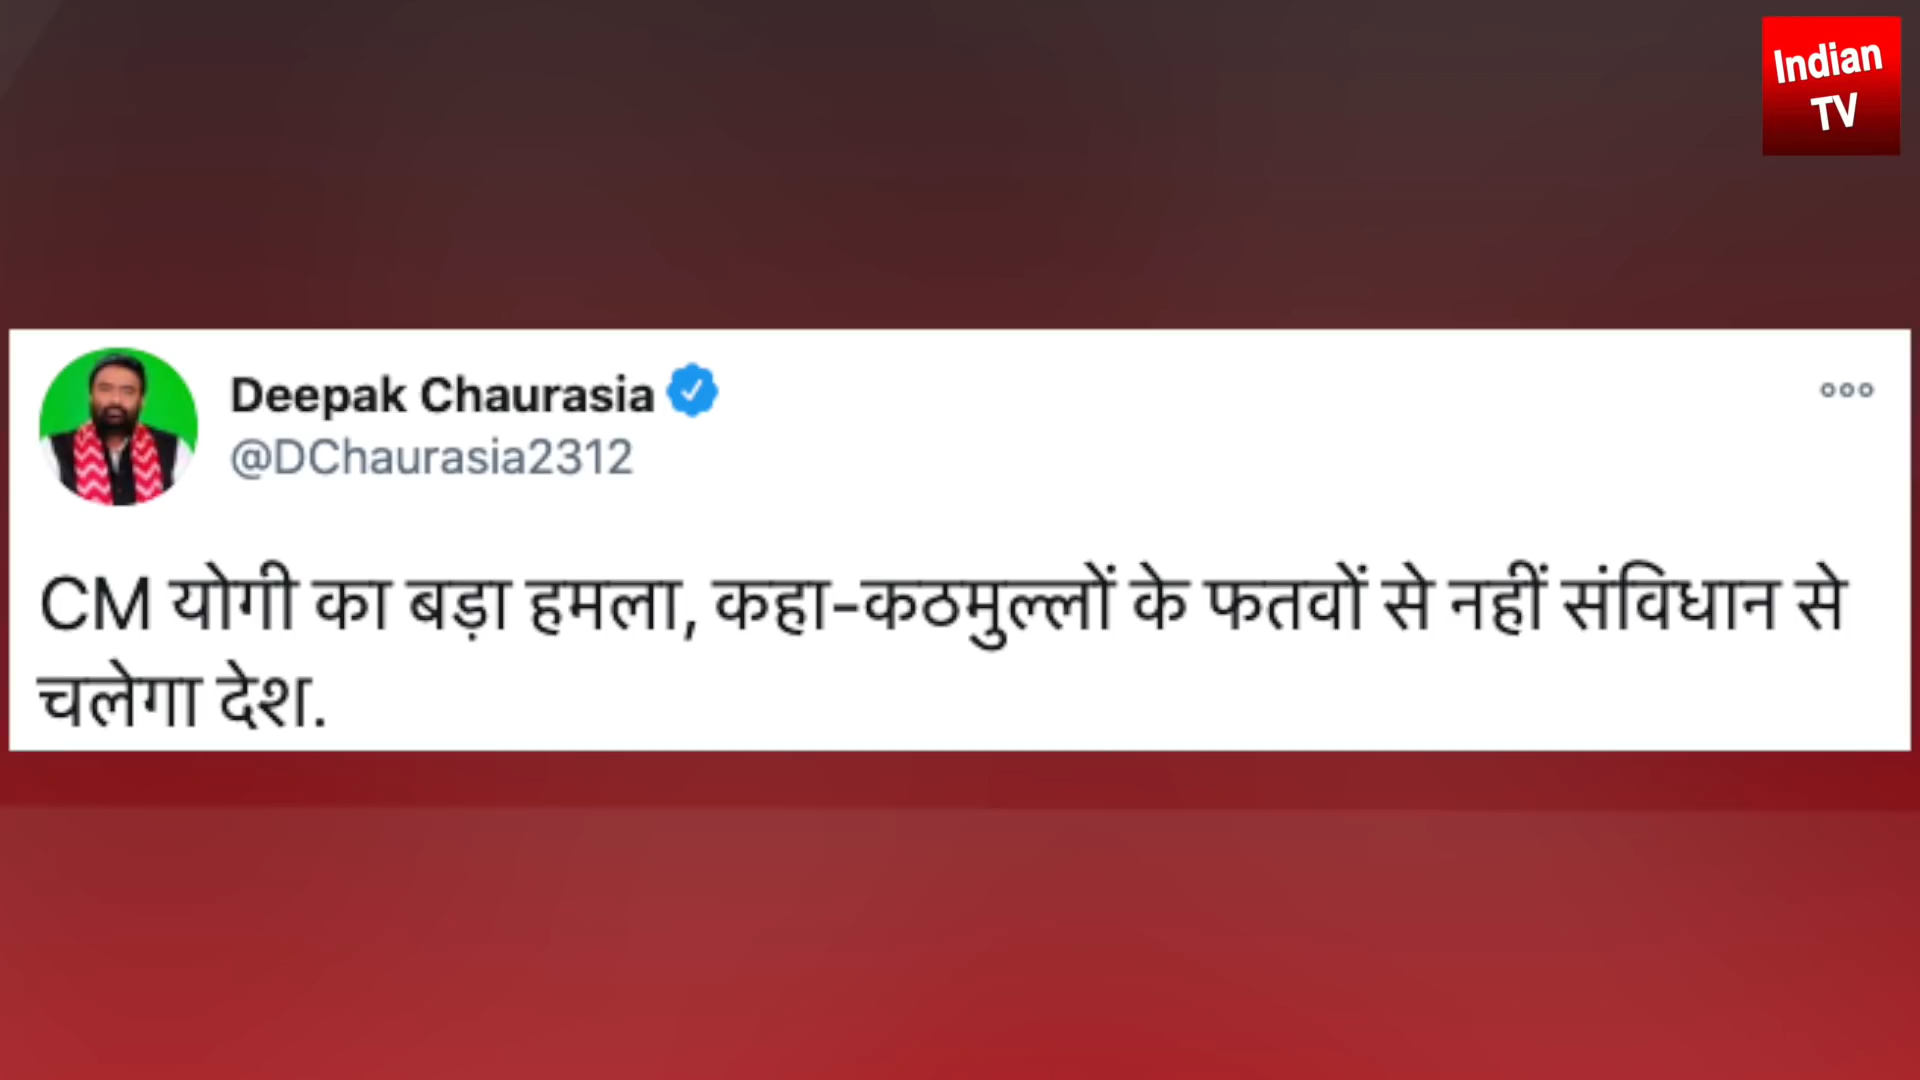 Indian
TV
Deepak Chaurasia
@DChaurasia2312
CM योगी का बड़ा हमला, कहा-कठमुल्लों के फतवों से नहीं संविधान से
चलेगा देश.